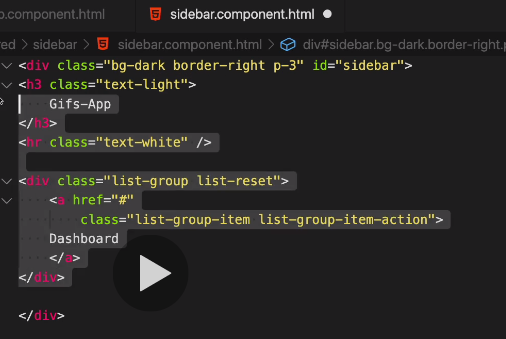 o.component.html sidebar.component.html
red > sidebar > sidebar.component.html > div#sidebar.bg-dark.border-right.p
<div class="bg-dark border-right p-3" id="sidebar">
<h3 class="text-light">
Gifs-App
</h3>
<hr class="text-white" />
<div class="list-group list-reset">
<a href="#"
class="list-group-item list-group-item-action">
Dashboard
</a>
</div>
</div>